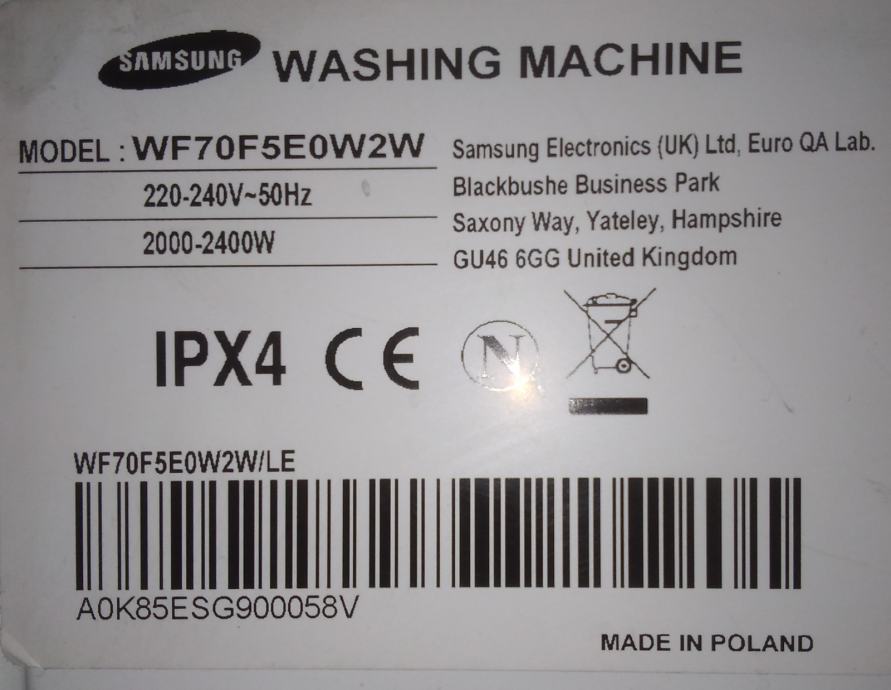 SAMSUNG WASHING MACHINE
MODEL : WF70F5E0W2W
220-240V~50Hz
2000-2400W
Samsung Electronics (UK) Ltd, Euro QA Lab.
Blackbushe Business Park
Saxony Way, Yateley, Hampshire
GU46 6GG United Kingdom
IPX4 CE N
WF70F5E0W2W/LE
A0K85ESG900058V
MADE IN POLAND